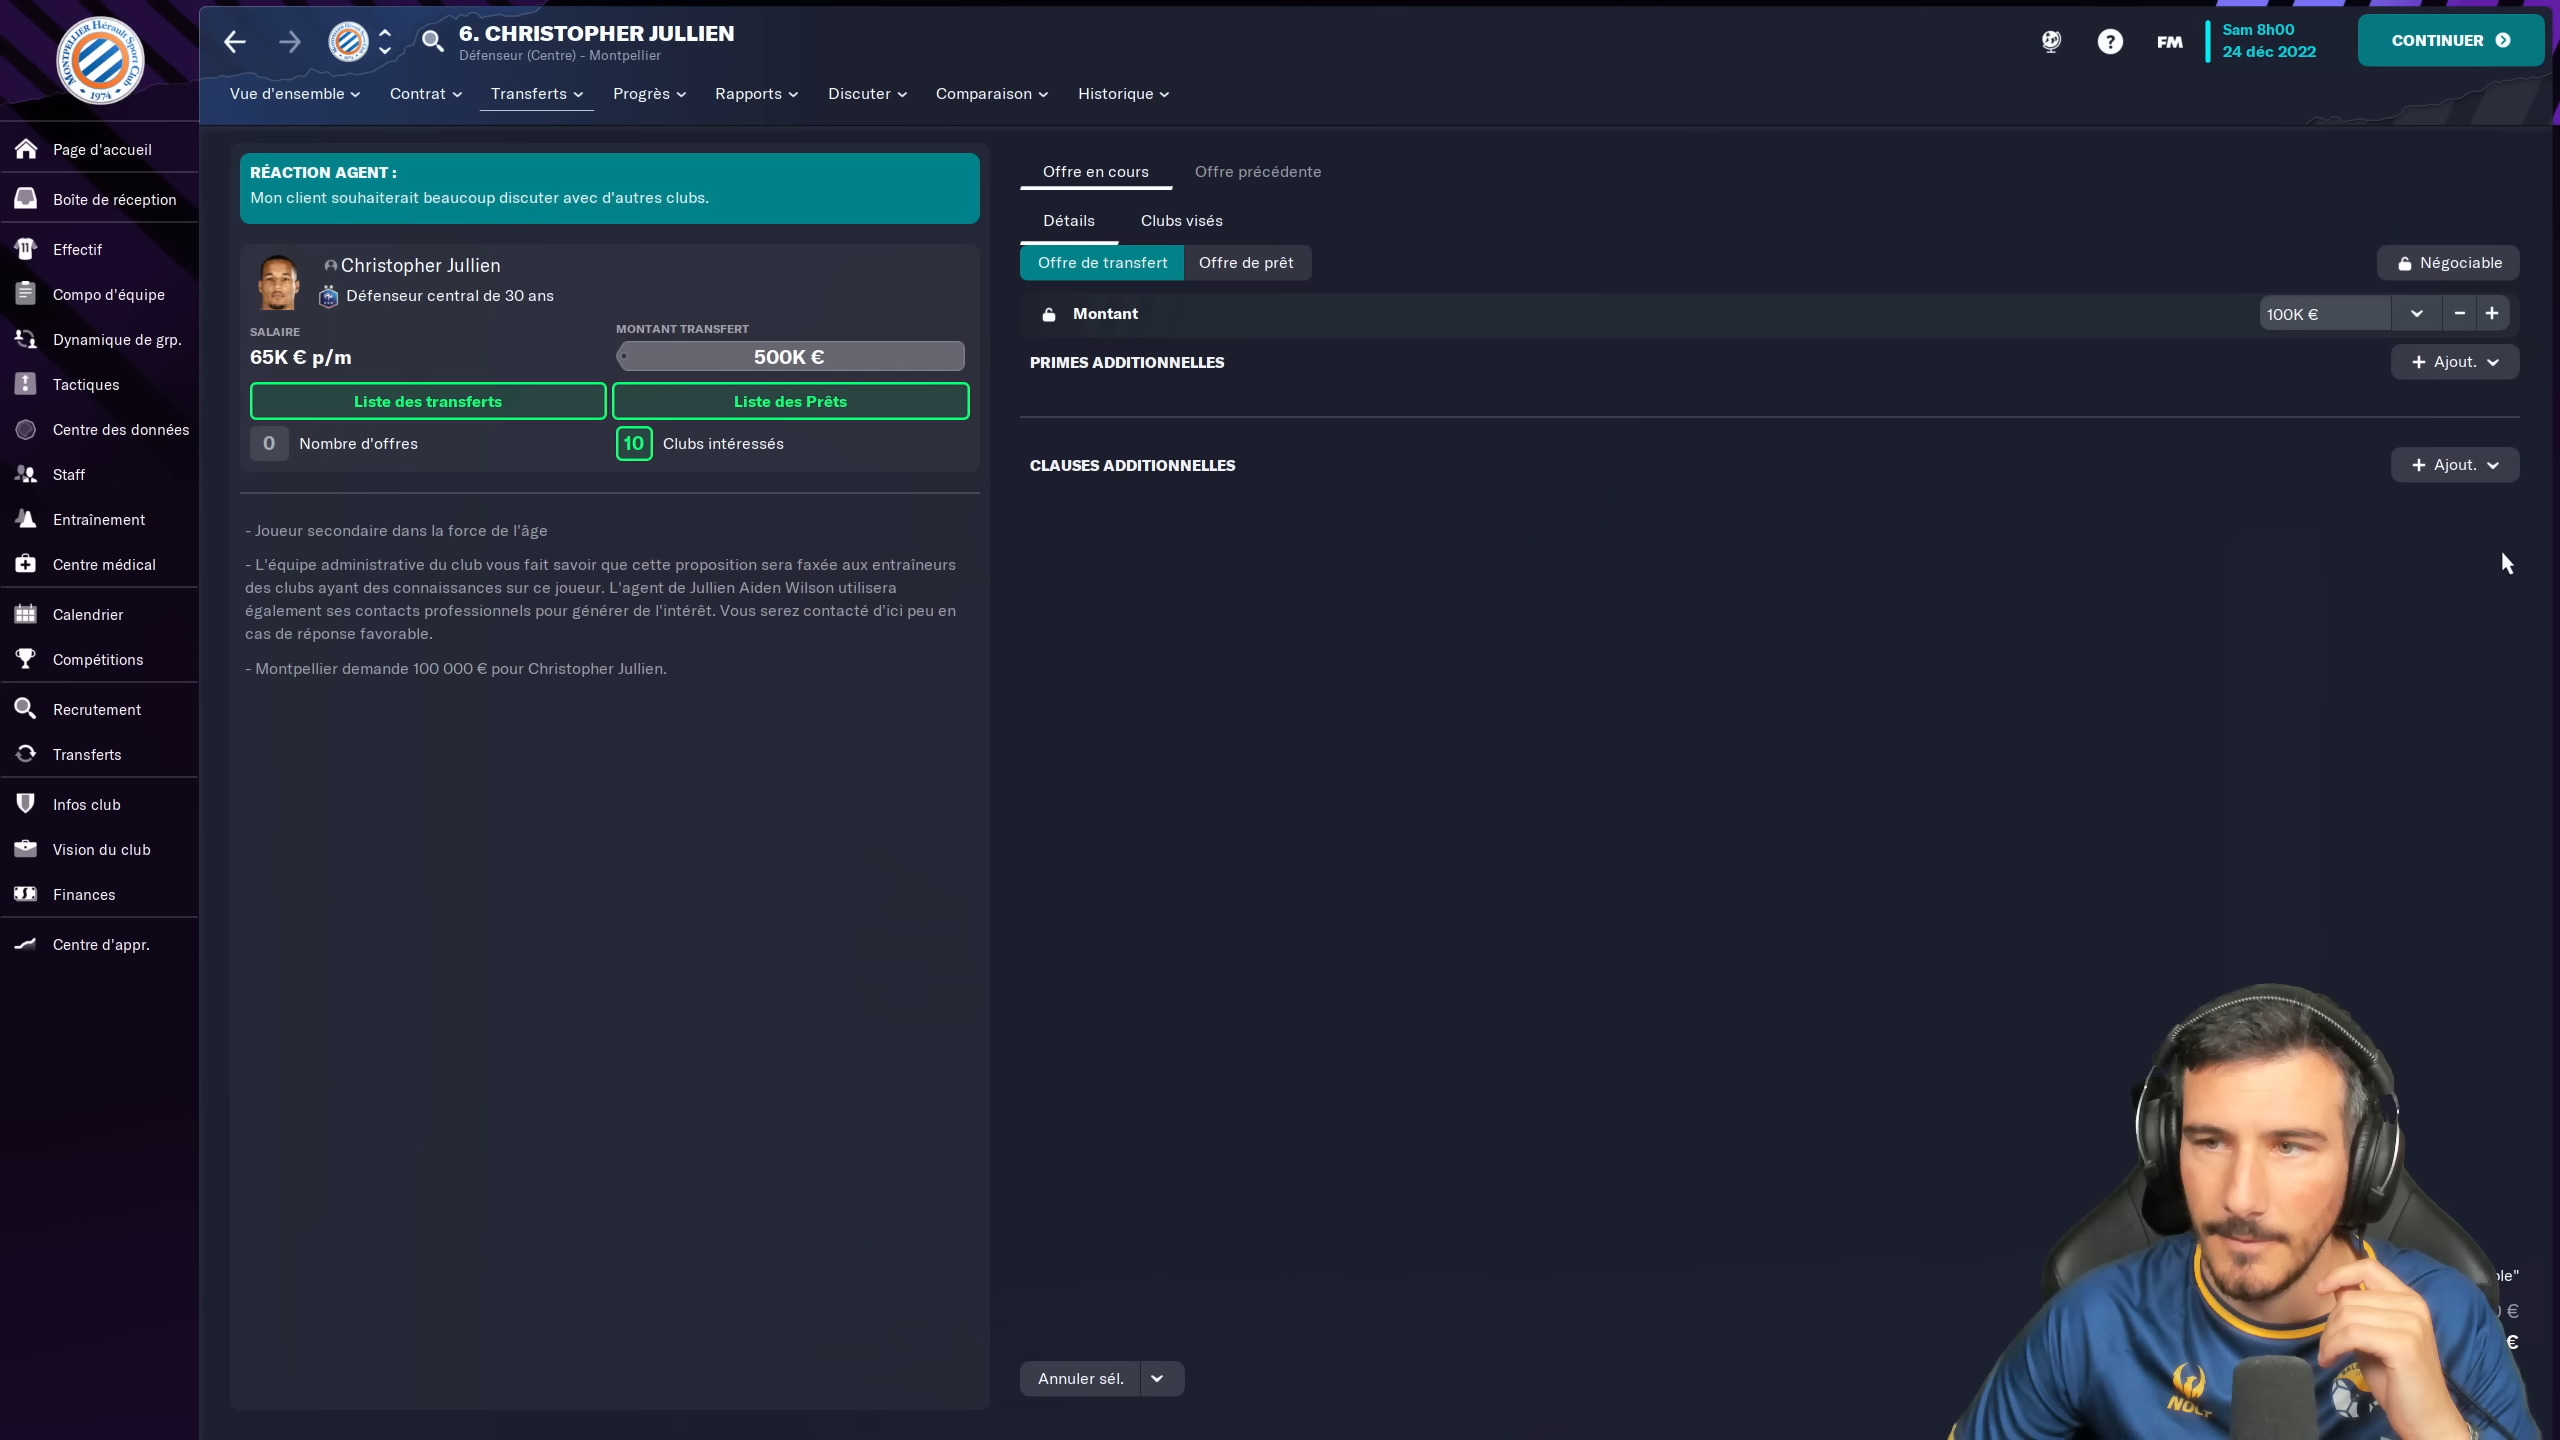 MONTPELLIER Hérault Sport Club
1974
6. CHRISTOPHER JULLIEN
Défenseur (Centre) - Montpellier
FM
Sam 8h00
24 déc 2022
CONTINUER
Vue d'ensemble
Contrat
Transferts
Progrès
Rapports
Discuter
Comparaison
Historique
Page d'accueil
Boîte de réception
Effectif
Compo d'équipe
Dynamique de grp.
Tactiques
Centre des données
Staff
Entraînement
Centre médical
Calendrier
Compétitions
Recrutement
Transferts
Infos club
Vision du club
Finances
Centre d'appr.
RÉACTION AGENT :
Mon client souhaiterait beaucoup discuter avec d'autres clubs.
Christopher Jullien
Défenseur central de 30 ans
SALAIRE
65K € p/m
MONTANT TRANSFERT
500K €
Liste des transferts
Liste des Prêts
0 Nombre d'offres
10 Clubs intéressés
- Joueur secondaire dans la force de l'âge
- L'équipe administrative du club vous fait savoir que cette proposition sera faxée aux entraîneurs
des clubs ayant des connaissances sur ce joueur. L'agent de Jullien Aiden Wilson utilisera
également ses contacts professionnels pour générer de l'intérêt. Vous serez contacté d'ici peu en
cas de réponse favorable.
- Montpellier demande 100 000 € pour Christopher Jullien.
Offre en cours
Offre précédente
Détails
Clubs visés
Offre de transfert
Offre de prêt
Négociable
Montant
100K €
PRIMES ADDITIONNELLES
+ Ajout.
CLAUSES ADDITIONNELLES
+ Ajout.
€
€
Annuler sél.
NOLT